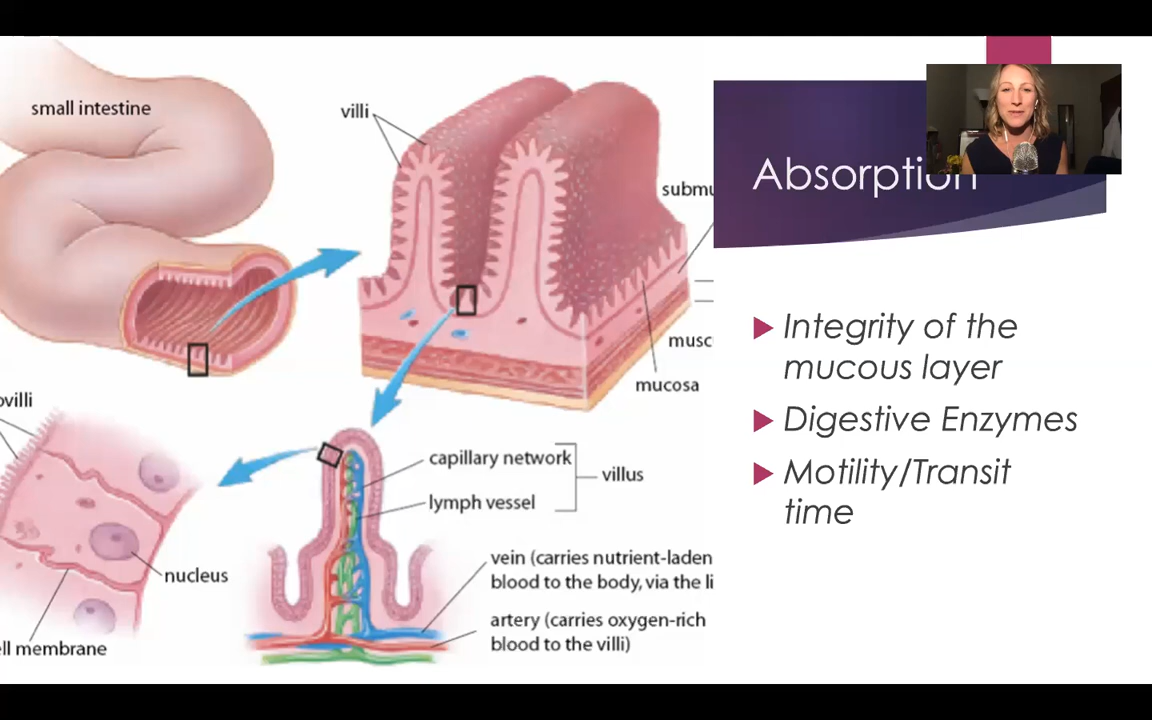 small intestine
villi
submu
musc
mucosa
ovilli
nucleus
ell membrane
capillary network
lymph vessel
villus
vein (carries nutrient-laden
blood to the body, via the li
artery (carries oxygen-rich
blood to the villi)
Absorption
Integrity of the
mucous layer
Digestive Enzymes
Motility/Transit
time